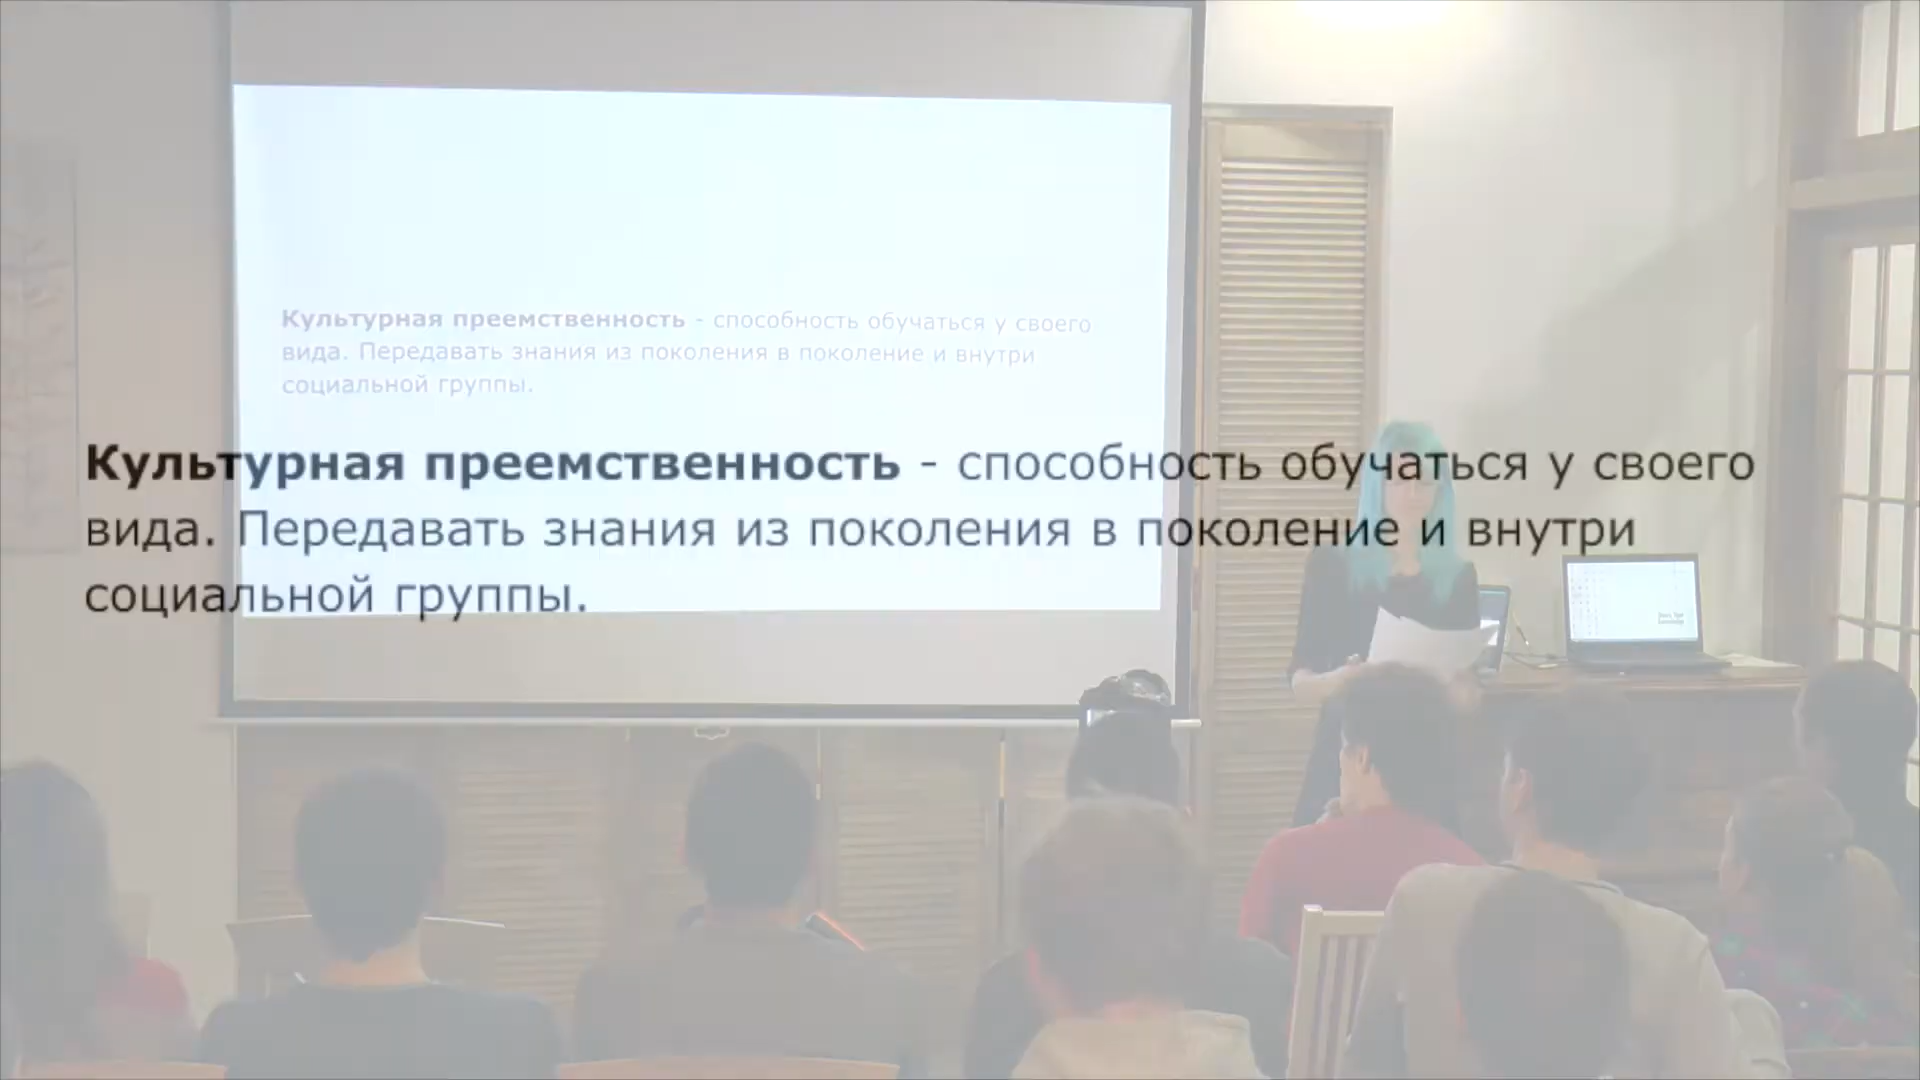 Культурная преемственность - способность обучаться у своего
вида. Передавать знания из поколения в поколение и внутри
социальной группы.
Культурная преемственность - способность обучаться у своего
вида. Передавать знания из поколения в поколение и внутри
социальной группы.